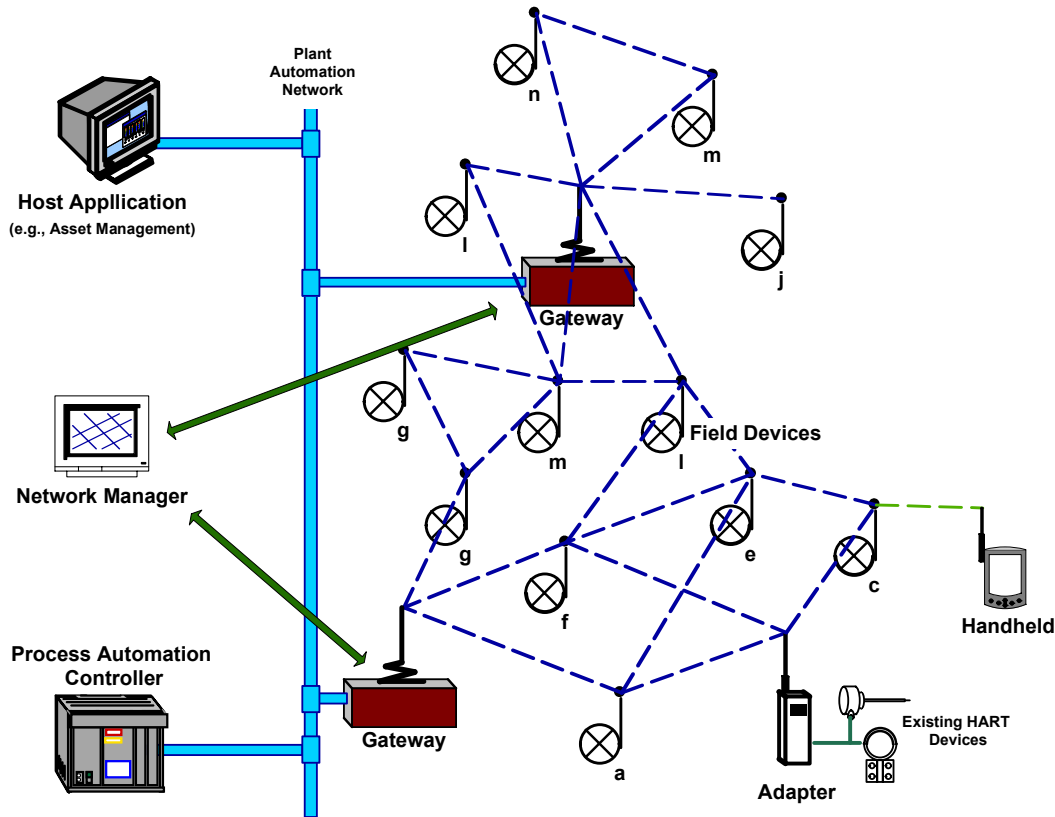 Plant
Automation
Network
n
m
Host Appllication
(e.g., Asset Management)
l
j
Gateway
g
m
l
Field Devices
Network Manager
g
e
c
f
Handheld
Process Automation
Controller
Gateway
a
Existing HART
Devices
Adapter